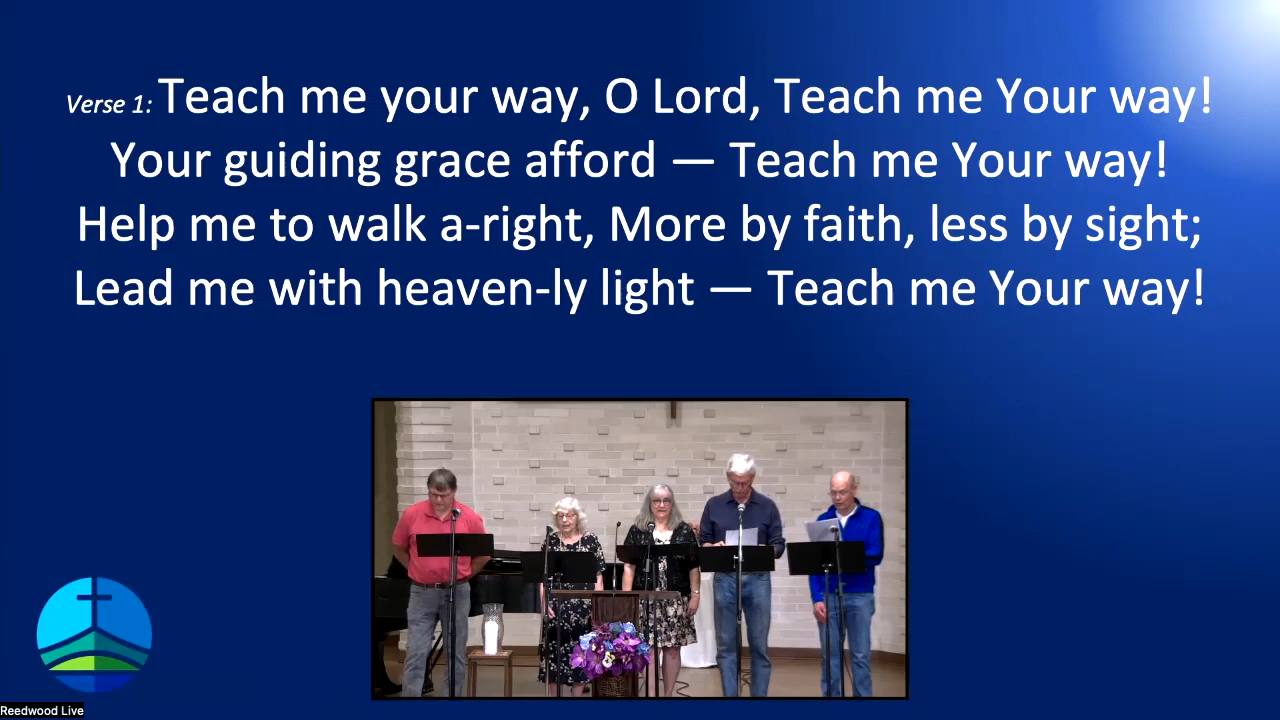 Verse 1: Teach me your way, O Lord, Teach me Your way!
Your guiding grace afford — Teach me Your way!
Help me to walk a-right, More by faith, less by sight;
Lead me with heaven-ly light — Teach me Your way!
Reedwood Live